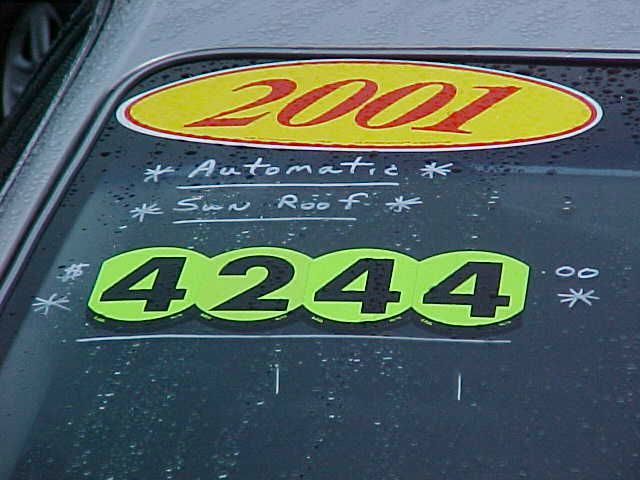 2001
* Automatic *
* Sun Roof *
$ 4244.00
* *